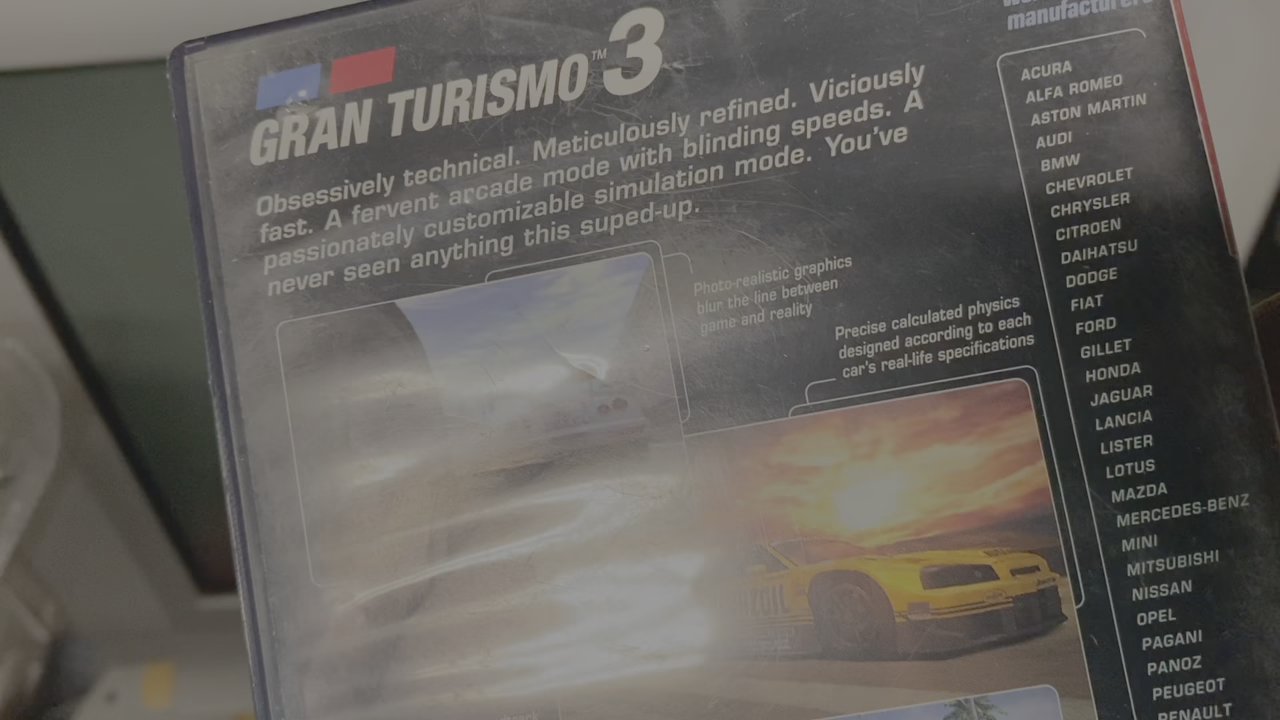 manufacturers
GRAN TURISMO™ 3
Obsessively technical. Meticulously refined. Viciously
fast. A fervent arcade mode with blinding speeds. A
passionately customizable simulation mode. You've
never seen anything this suped-up.
Photo-realistic graphics
blur the line between
game and reality
Precise calculated physics
designed according to each
car's real-life specifications
ACURA
ALFA ROMEO
ASTON MARTIN
AUDI
BMW
CHEVROLET
CHRYSLER
CITROEN
DAIHATSU
DODGE
FIAT
FORD
GILLET
HONDA
JAGUAR
LANCIA
LISTER
LOTUS
MAZDA
MERCEDES-BENZ
MINI
MITSUBISHI
NISSAN
OPEL
PAGANI
PANOZ
PEUGEOT
RENAULT